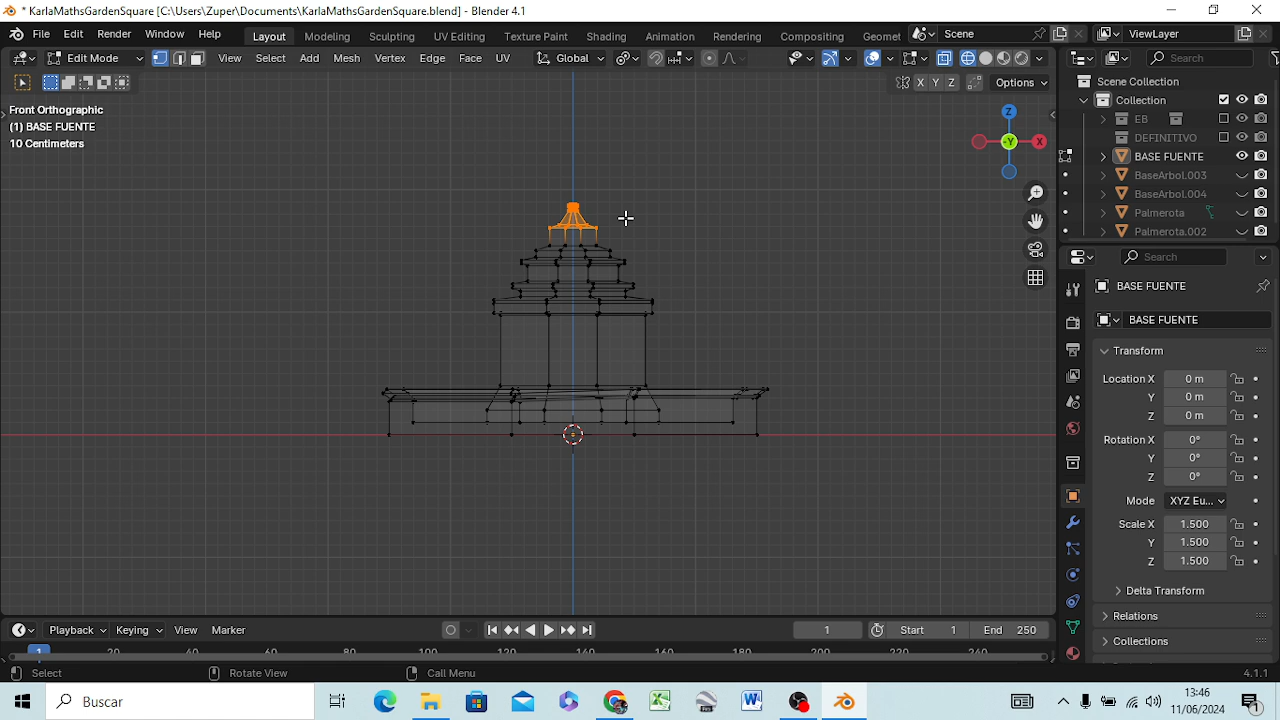 * KarlaMathsGardenSquare [C:\Users\Zuper\Documents\KarlaMathsGardenSquare.blend] - Blender 4.1
File Edit Render Window Help Layout Modeling Sculpting UV Editing Texture Paint Shading Animation Rendering Compositing Geomet Scene ViewLayer
Edit Mode View Select Add Mesh Vertex Edge Face UV Global Search
X Y Z Options
Scene Collection
Front Orthographic
(1) BASE FUENTE
10 Centimeters
Collection
EB
DEFINITIVO
BASE FUENTE
BaseArbol.003
BaseArbol.004
Palmerota
Palmerota.002
Z
-Y
X
Search
BASE FUENTE
BASE FUENTE
Transform
Location X 0 m
Y 0 m
Z 0 m
Rotation X 0°
Y 0°
Z 0°
Mode XYZ Eu...
Scale X 1.500
Y 1.500
Z 1.500
Delta Transform
Relations
Collections
Playback Keying View Marker 1 Start 1 End 250
1 20 40 60 80 100 120 140 160 180 200 220 240
Select Rotate View Call Menu 4.1.1
Buscar
13:46
11/06/2024
1